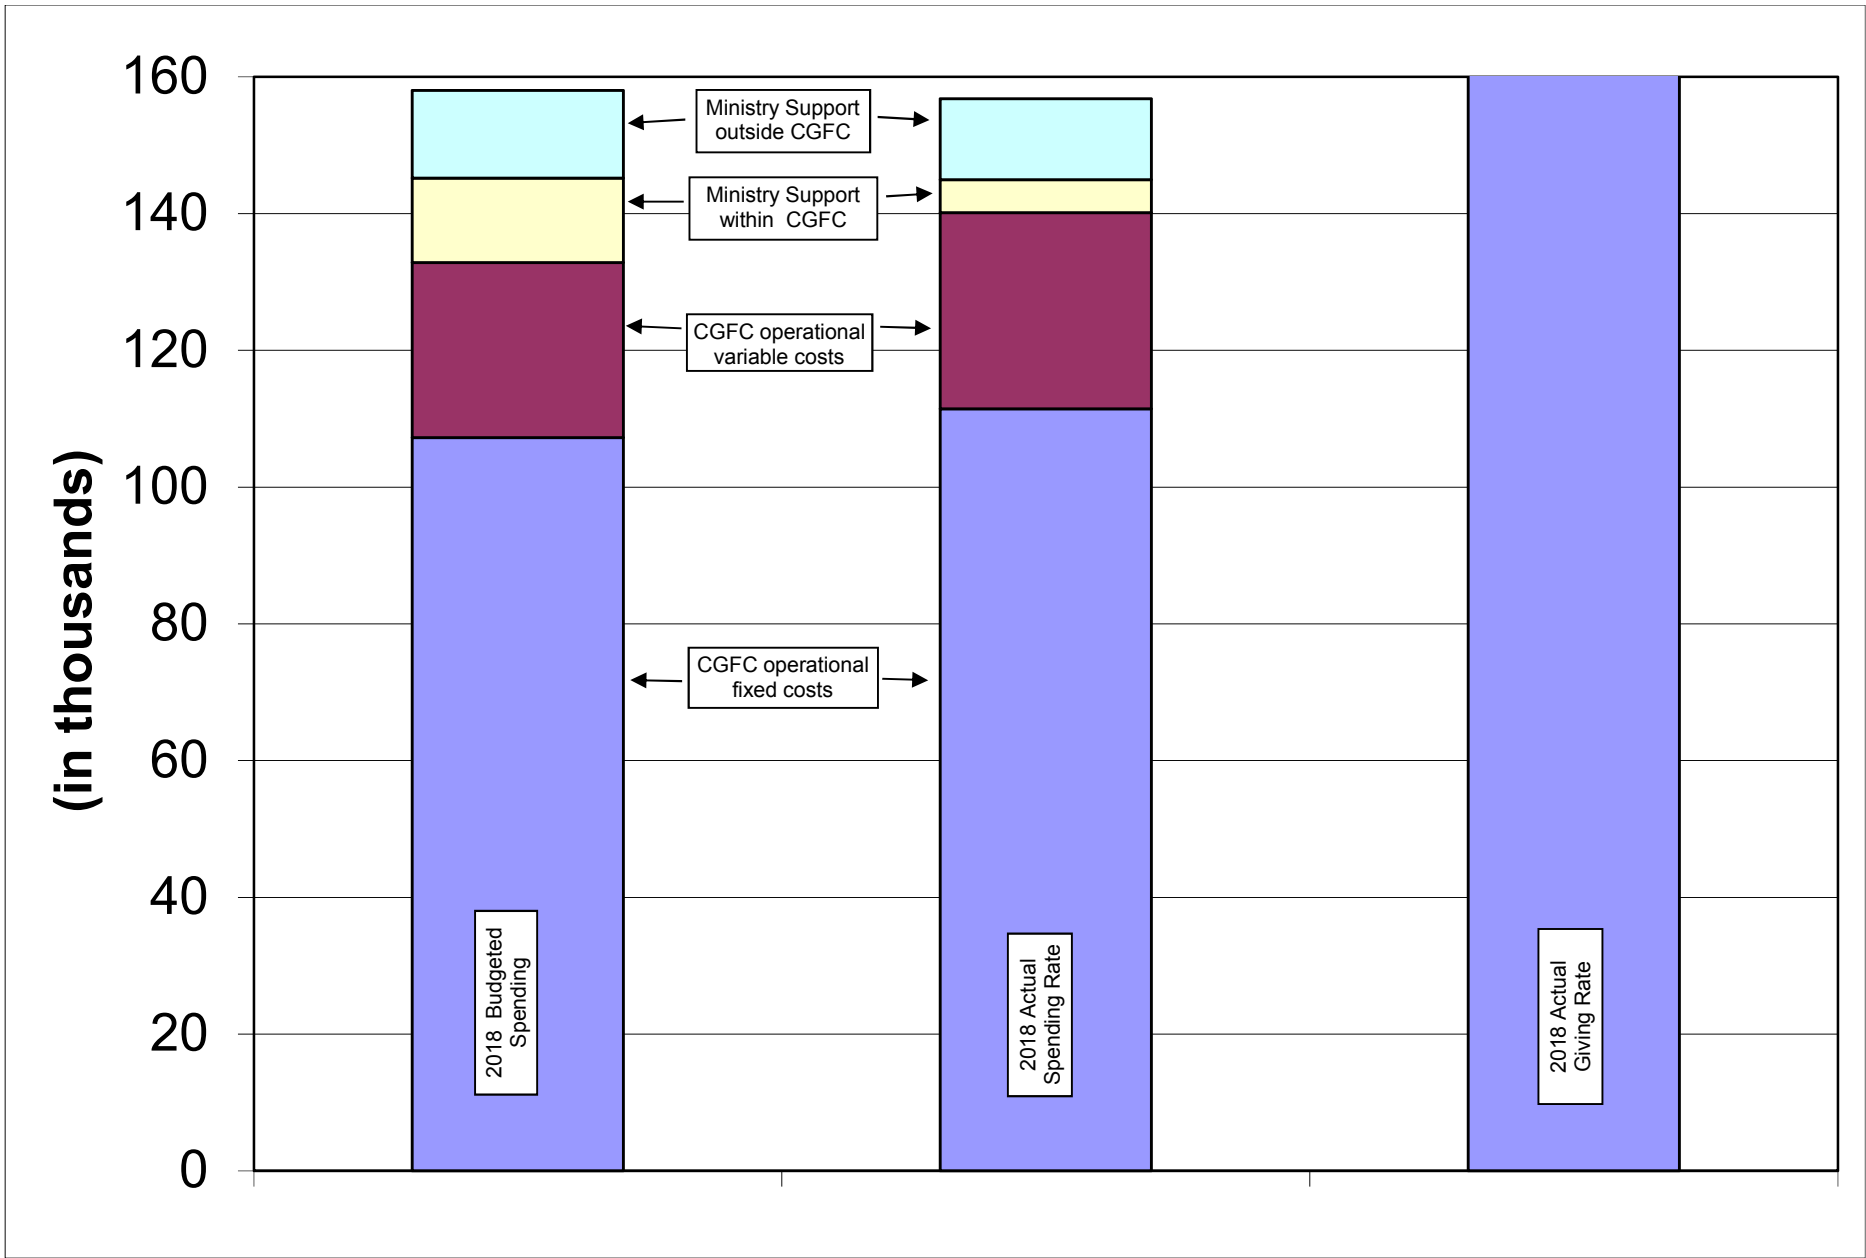 (in thousands)
160
140
120
100
80
60
40
20
0
Ministry Support
outside CGFC
Ministry Support
within  CGFC
CGFC operational
variable costs
CGFC operational
fixed costs
2018  Budgeted
Spending
2018 Actual
Spending Rate
2018 Actual
Giving Rate